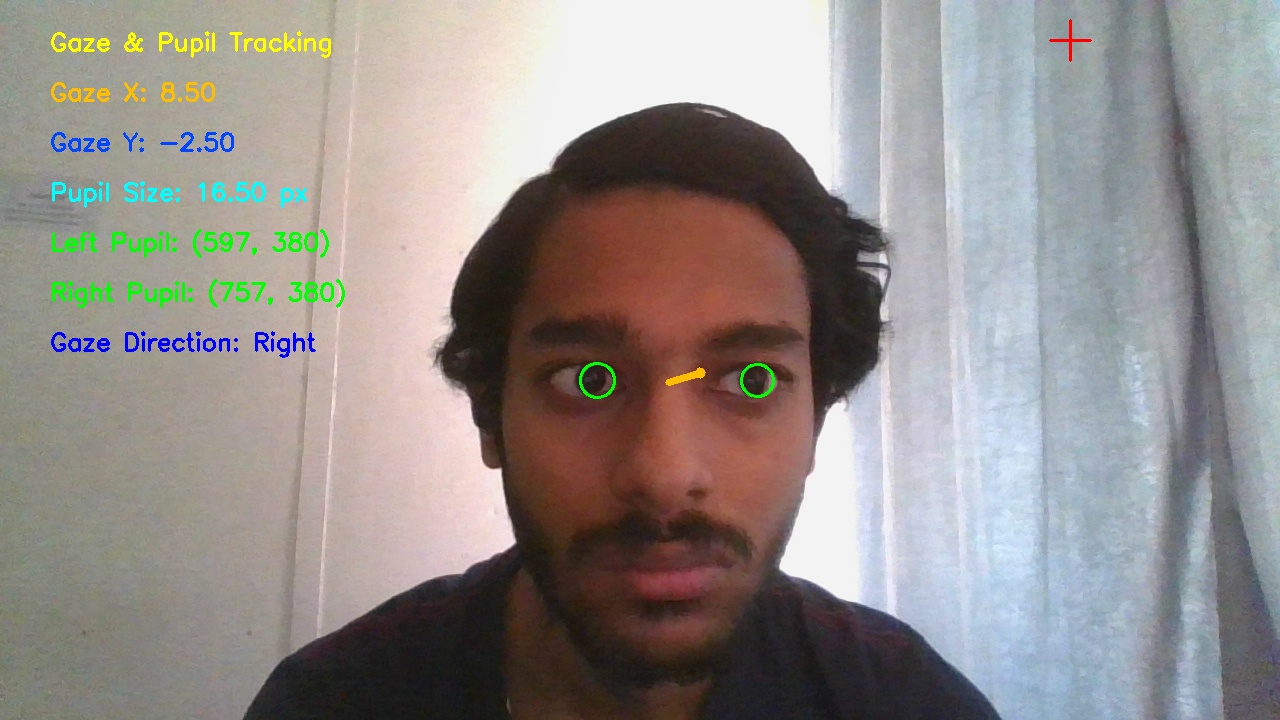 Gaze & Pupil Tracking
Gaze X: 8.50
Gaze Y: -2.50
Pupil Size: 16.50 px
Left Pupil: (597, 380)
Right Pupil: (757, 380)
Gaze Direction: Right